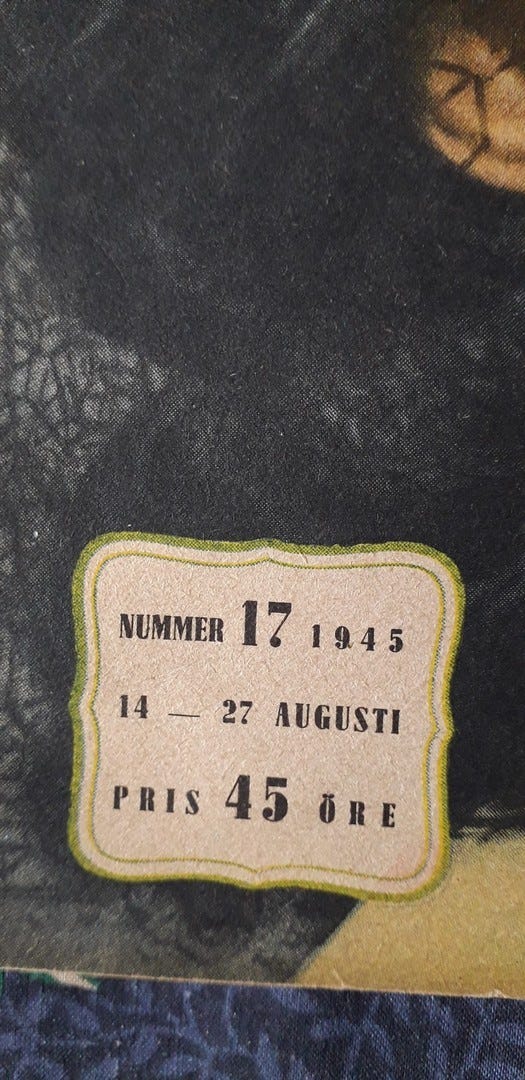 NUMMER 17 1945
14 — 27 AUGUSTI
PRIS 45 ÖRE